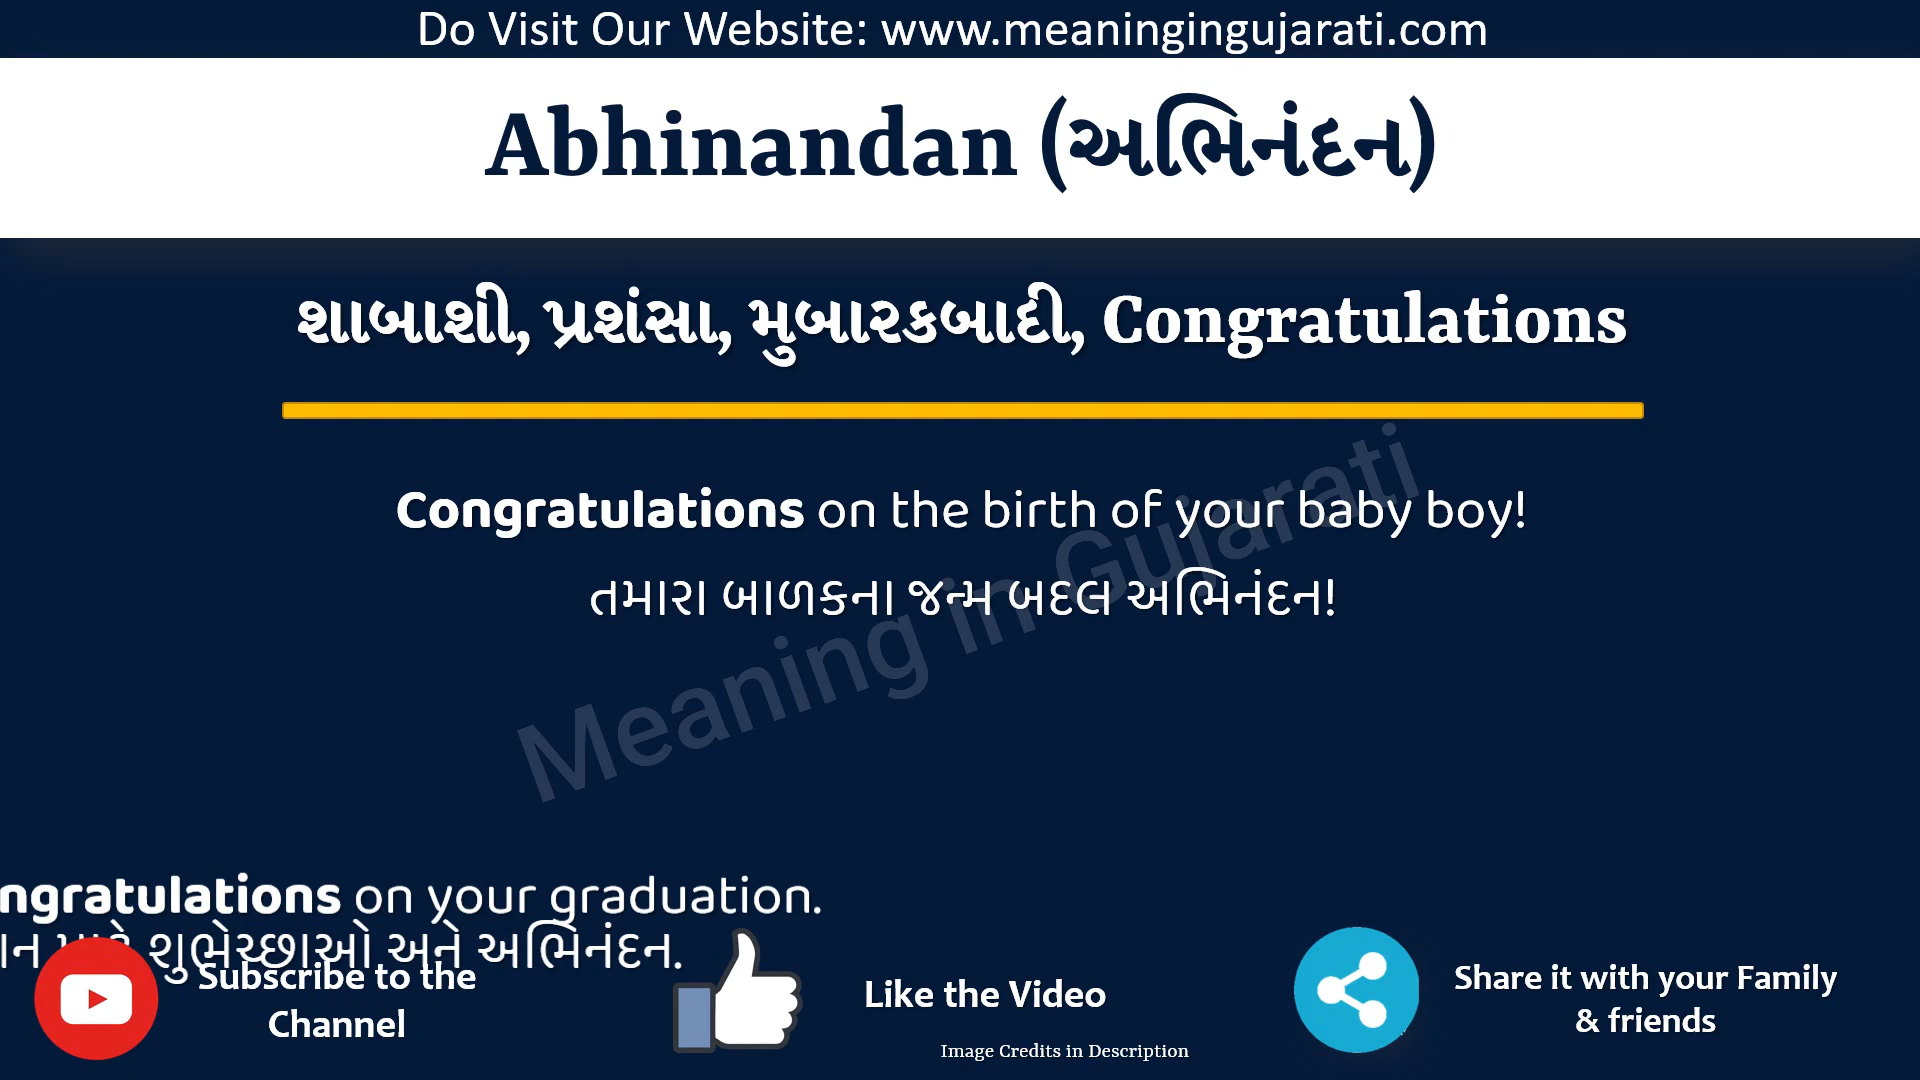 Do Visit Our Website: www.meaningingujarati.com
Abhinandan (અભિનંદન)
શાબાશી, પ્રશંસા, મુબારકબાદી, Congratulations
Congratulations on the birth of your baby boy!
તમારા બાળકના જન્મ બદલ અભિનંદન!
Meaning in Gujarati
ngratulations on your graduation.
શુભેચ્છાઓ અને અભિનંદન.
Subscribe to the
Channel
Like the Video
Share it with your Family
& friends
Image Credits in Description